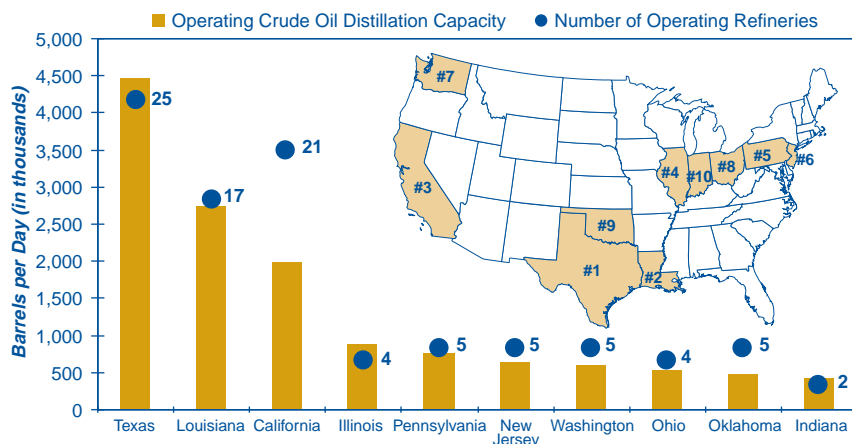 Operating Crude Oil Distillation Capacity
Number of Operating Refineries
Barrels per Day (in thousands)
5,000
4,500
4,000
3,500
3,000
2,500
2,000
1,500
1,000
500
0
25
17
21
4
5
5
5
4
5
2
#7
#3
#4
#10
#8
#5
#6
#9
#1
#2
Texas
Louisiana
California
Illinois
Pennsylvania
New
Jersey
Washington
Ohio
Oklahoma
Indiana